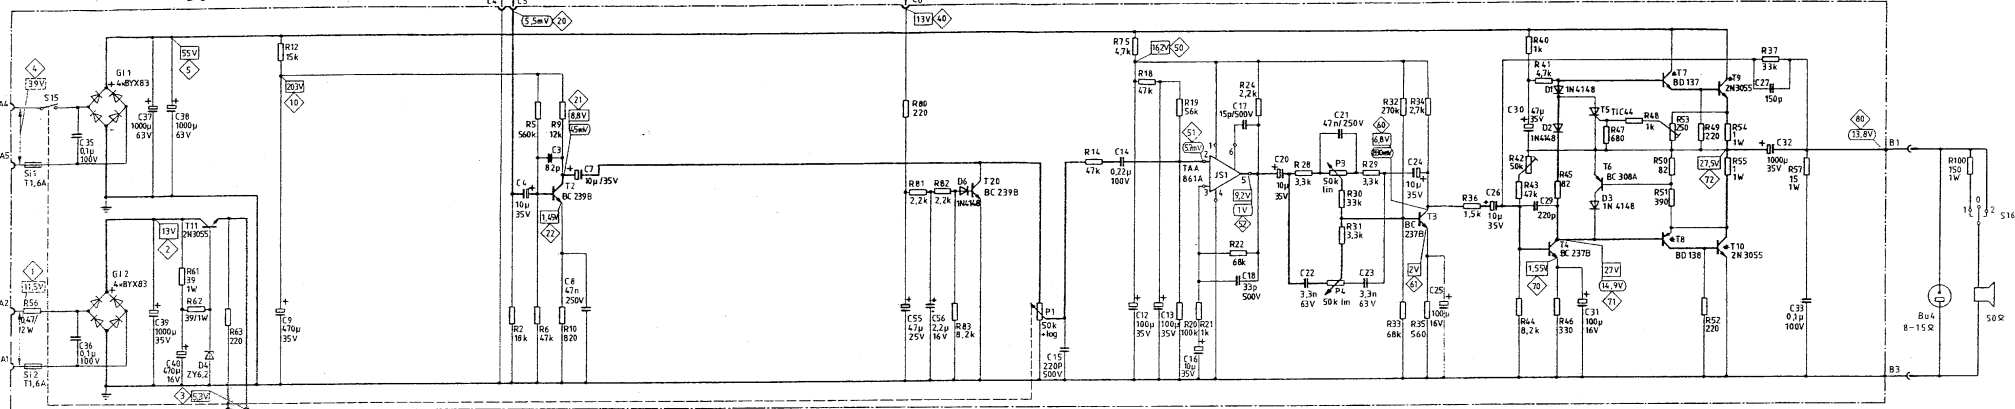 5,5mV 20
13V 40
4
39V
S15
A4
A5
Si1
T1,6A
Gl1
4×BYX83
C35
0,1µ
100V
C37
1000µ
63V
C38
1000µ
63V
55V
5
R12
15k
203V
10
R5
560k
R9
12k
21
8,8V
45mV
C3
82p
C7
10µ/35V
C4
10µ
35V
T2
BC 239B
1,45V
22
C8
47n
250V
R2
18k
R6
47k
R10
820
C9
470µ
35V
1
11,5V
A2
R56
0,47/
/2W
A1
Si2
T1,6A
C36
0,1µ
100V
Gl2
4×BYX83
C39
1000µ
35V
13V
2
T11
2N3055
R61
39
1W
R62
39/1W
C40
470µ
16V
D4
ZY6,2
R63
220
3
R80
220
R81
2,2k
R82
2,2k
D6
1N4148
T20
BC 239B
C55
47µ
25V
C56
2,2µ
16V
R83
8,2k
P1
50k
+log
C15
220P
500V
R14
47k
C14
0,22µ
100V
R75
4,7k
16,2V 50
R18
47k
R19
56k
C12
100µ
35V
C13
100µ
35V
R20
100k
R21
1k
C16
10µ
35V
R24
2,2k
C17
15p/500V
51
5,7mV
TAA
861A
JS1
1
2
3
4
5
6
9,2V
1V
52
R22
68k
C18
33p
500V
C20
10µ
35V
R28
3,3k
C21
47n/250V
P3
50k
lin
R29
3,3k
R30
33k
R31
3,3k
C22
3,3n
63V
P4
50k lin
C23
3,3n
63V
R32
270k
R34
2,7k
60
6,8V
C24
10µ
35V
T3
BC
237B
2V
61
R33
68k
R35
560
C25
100µ
16V
R36
1,5k
C26
10µ
35V
R40
1k
R41
4,7k
C30
47µ
35V
D1 1N4148
D2
1N4148
R42
50k
R43
47k
C29
220p
R45
82
T4
BC 237B
1,55V
70
R44
8,2k
R46
330
C31
100µ
16V
27V
14,9V
71
T5
TIC44
R47
680
R48
1k
T6
BC 308A
D3
1N 4148
T7
BD137
T9
2N3055
R53
250
R50
82
R51
390
R49
220
R54
1
1W
R55
1
1W
27,5V
72
T8
BD 138
T10
2N 3055
R52
220
R37
33k
C27
150p
C32
1000µ
35V
R57
15
1W
C33
0,1µ
100V
80
13,8V
B1
B3
R100
150
1W
1
0
2
S16
Bu4
8-15Ω
50Ω